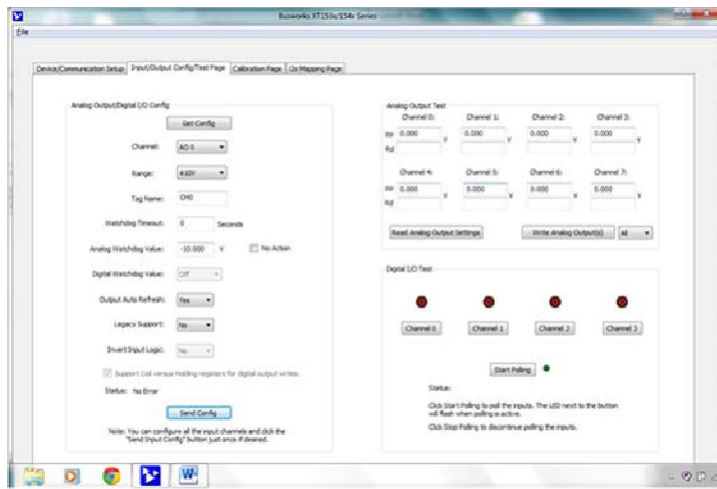 Busworks XT153x/154x Series
File
Device/Communication Setup
Input/Output Config/Test Page
Calibration Page
i2o Mapping Page
Analog Output/Digital I/O Config
Get Config
Channel: AO 0
Range: ±10V
Tag Name: CH0
Watchdog Timeout: 0 Seconds
Analog Watchdog Value: -10.000 V No Action
Digital Watchdog Value: Off
Output Auto Refresh: Yes
Legacy Support: No
Invert Input Logic: No
Support Coil versus Holding registers for digital output writes.
Status: No Error
Send Config
Note: You can configure all the input channels and click the
"Send Input Config" button just once if desired.
Analog Output Test
Channel 0: Channel 1: Channel 2: Channel 3:
Wr 0.000 V 0.000 V 0.000 V 0.000 V
Rd
Channel 4: Channel 5: Channel 6: Channel 7:
Wr 0.000 V 0.000 V 0.000 V 0.000 V
Rd
Read Analog Output Settings
Write Analog Output(s)
All
Digital I/O Test
Channel 0 Channel 1 Channel 2 Channel 3
Start Polling
Status:
Click Start Polling to poll the inputs. The LED next to the button
will flash when polling is active.
Click Stop Polling to discontinue polling the inputs.